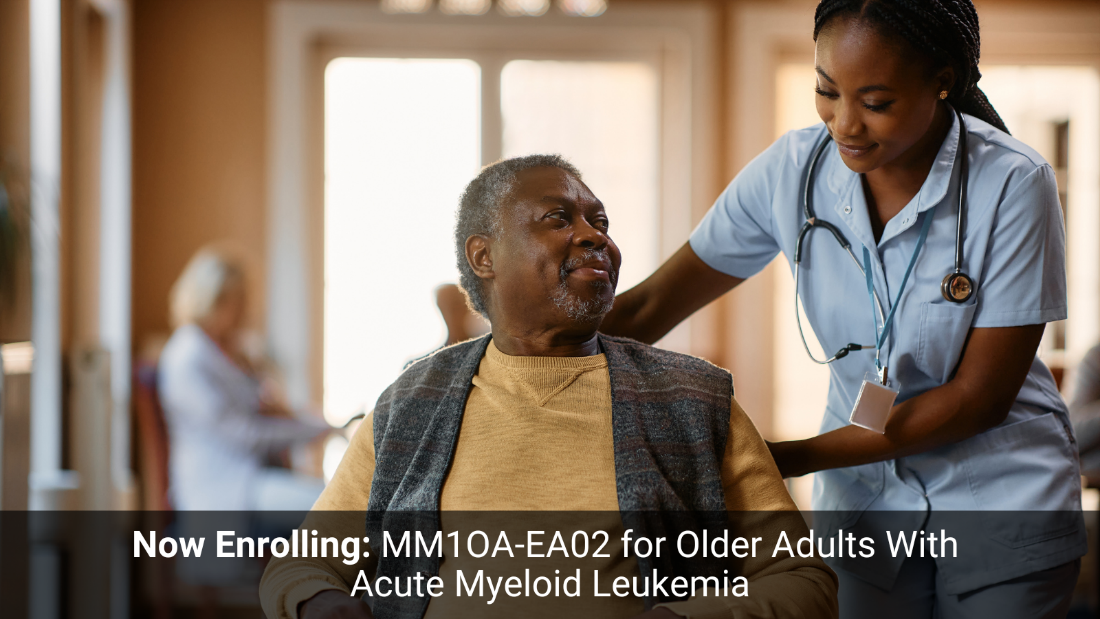 Now Enrolling: MM1OA-EA02 for Older Adults With
Acute Myeloid Leukemia